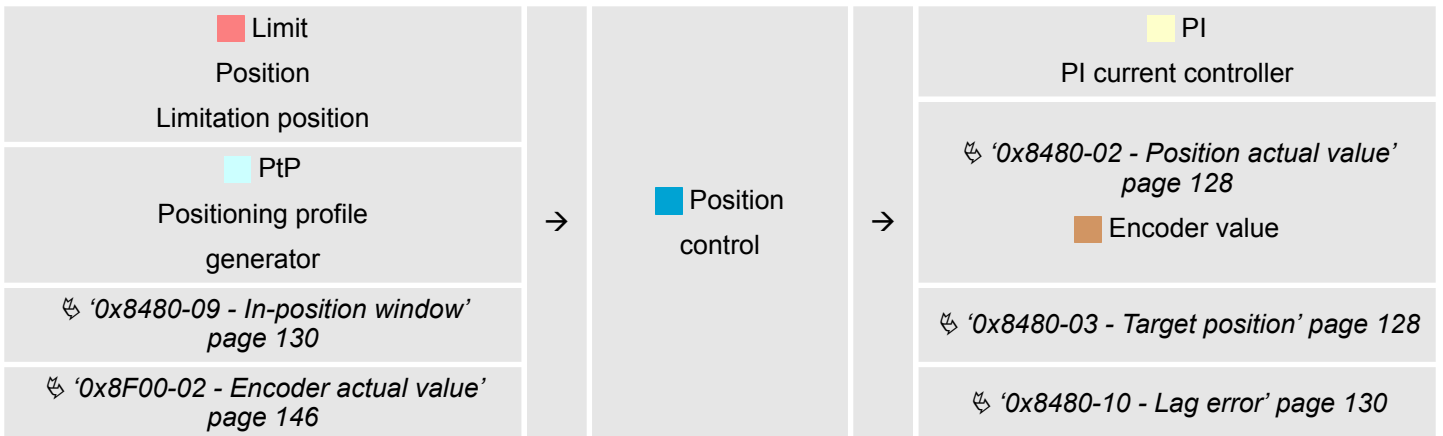 Limit
Position
Limitation position
PtP
Positioning profile
generator
↳ ‘0x8480-09 - In-position window’
page 130
↳ ‘0x8F00-02 - Encoder actual value’
page 146
→
Position
control
→
PI
PI current controller
↳ ‘0x8480-02 - Position actual value’
page 128
Encoder value
↳ ‘0x8480-03 - Target position’ page 128
↳ ‘0x8480-10 - Lag error’ page 130